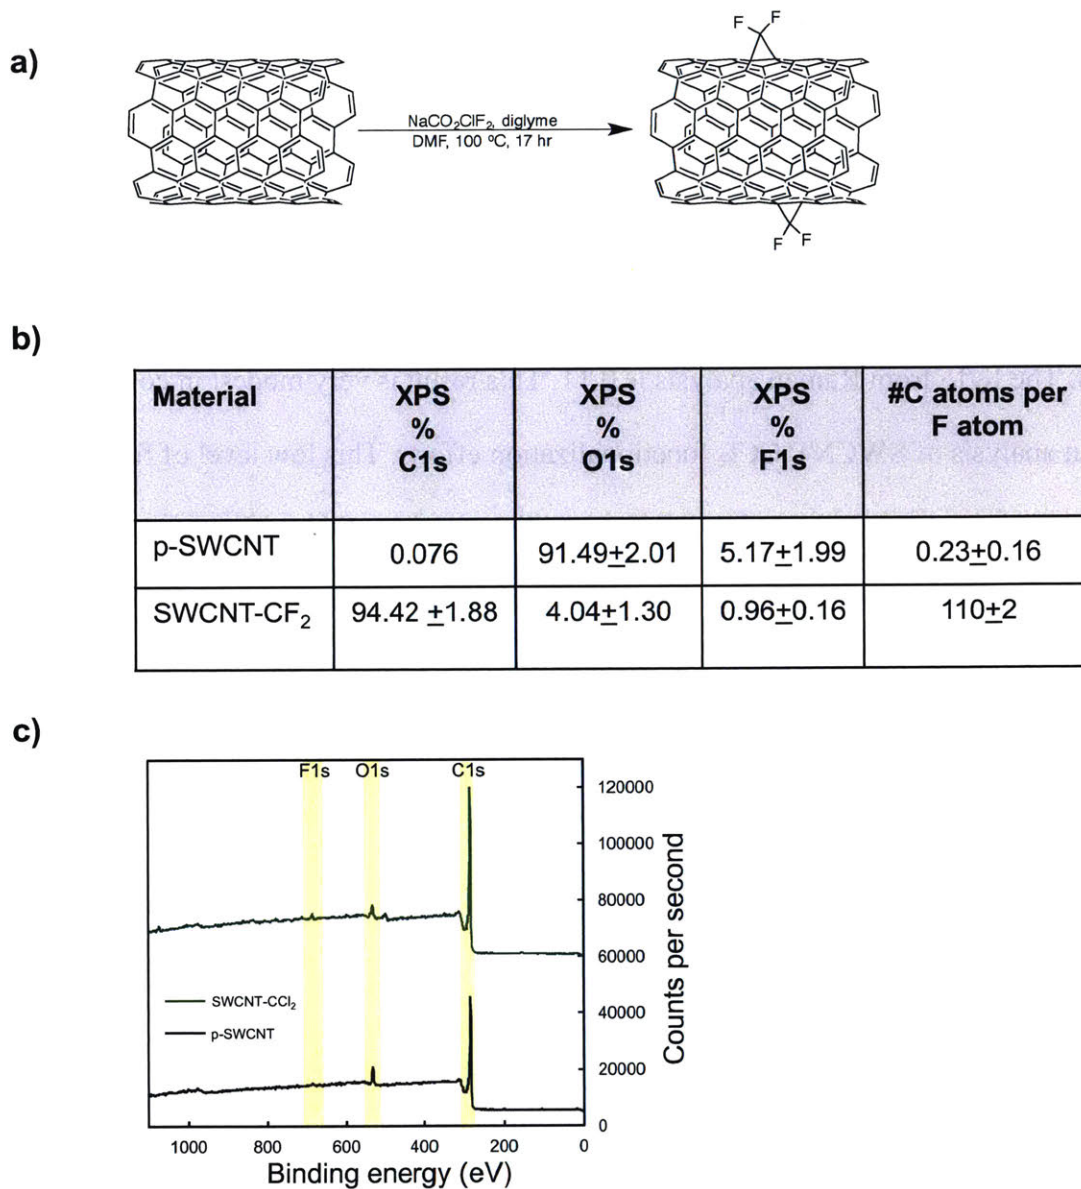 a)
F F
NaCO₂ClF₂, diglyme
DMF, 100 ºC, 17 hr
F F
b)
Material XPS % C1s XPS % O1s XPS % F1s #C atoms per F atom
p-SWCNT 0.076 91.49±2.01 5.17±1.99 0.23±0.16
SWCNT-CF₂ 94.42 ±1.88 4.04±1.30 0.96±0.16 110±2
c)
F1s O1s C1s
120000
100000
80000
60000
40000
20000
0
Counts per second
SWCNT-CCl₂
p-SWCNT
1000 800 600 400 200 0
Binding energy (eV)